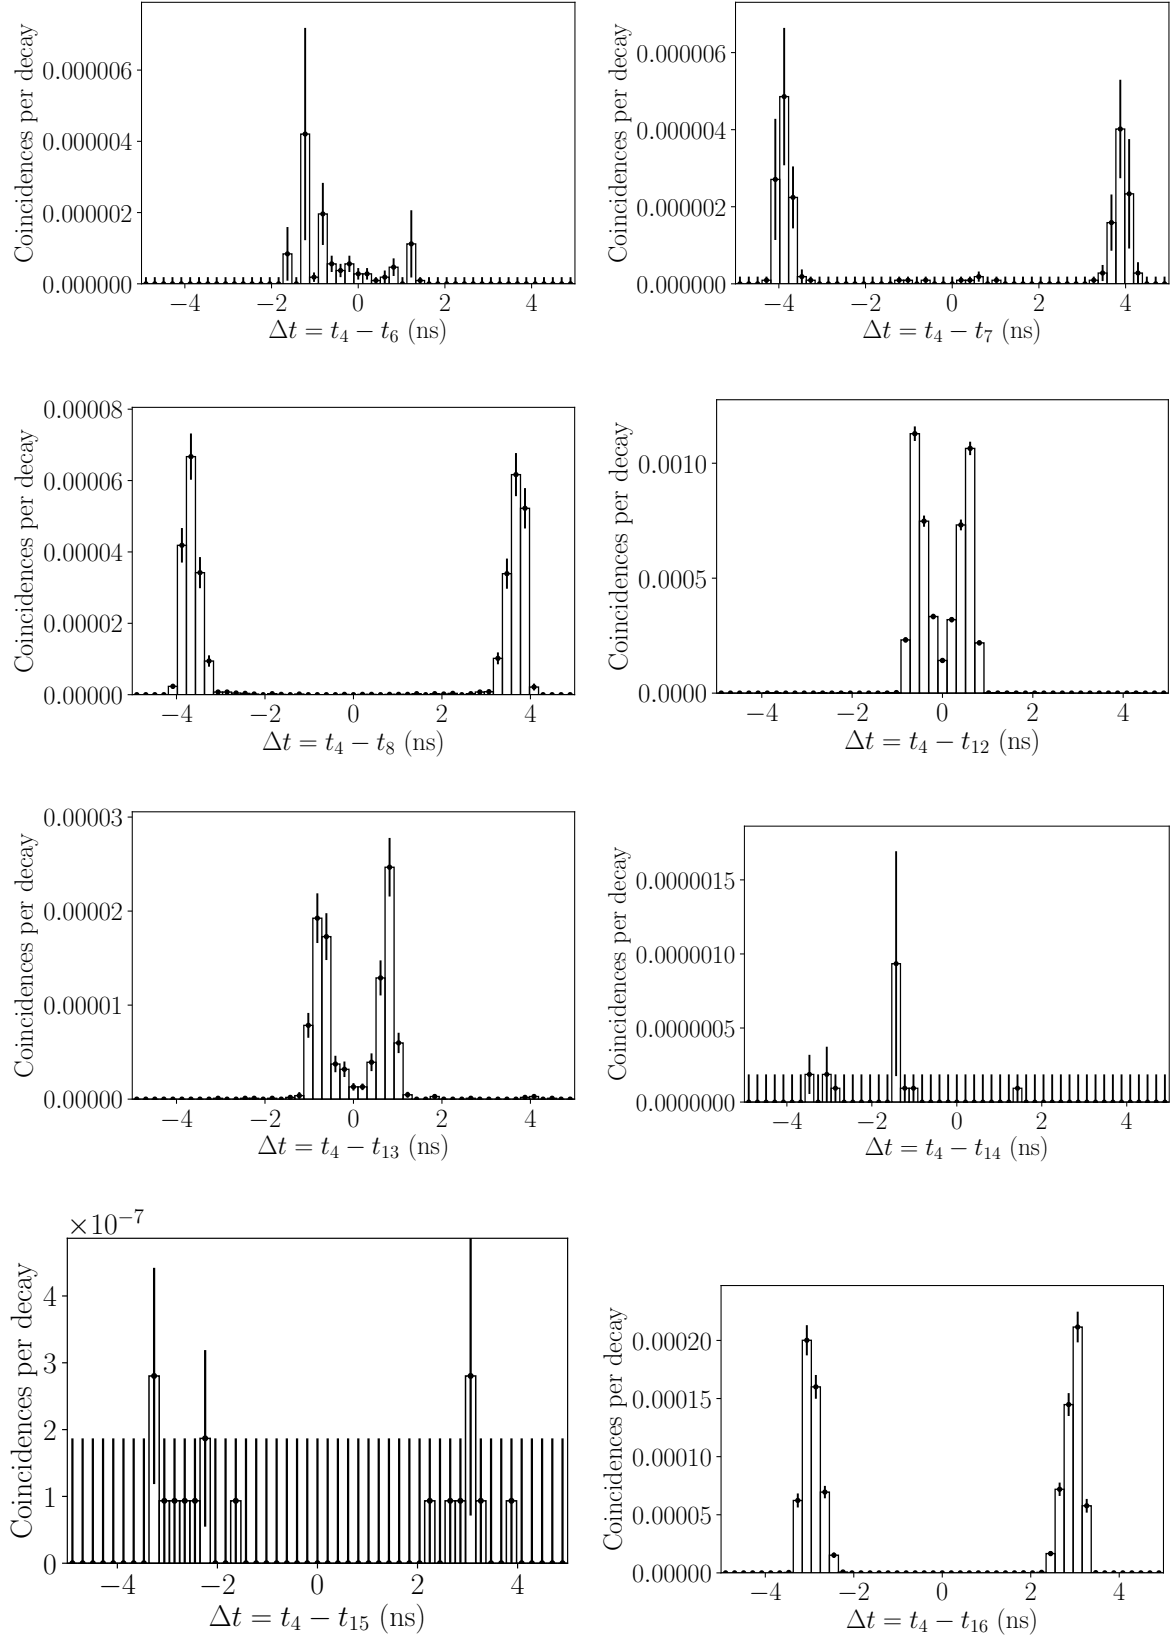 Coincidences per decay
0.000006
0.000004
0.000002
0.000000
−4 −2 0 2 4
Δt = t₄ − t₆ (ns)
Coincidences per decay
0.000006
0.000004
0.000002
0.000000
−4 −2 0 2 4
Δt = t₄ − t₇ (ns)
Coincidences per decay
0.00008
0.00006
0.00004
0.00002
0.00000
−4 −2 0 2 4
Δt = t₄ − t₈ (ns)
Coincidences per decay
0.0010
0.0005
0.0000
−4 −2 0 2 4
Δt = t₄ − t₁₂ (ns)
Coincidences per decay
0.00003
0.00002
0.00001
0.00000
−4 −2 0 2 4
Δt = t₄ − t₁₃ (ns)
Coincidences per decay
0.0000015
0.0000010
0.0000005
0.0000000
−4 −2 0 2 4
Δt = t₄ − t₁₄ (ns)
×10⁻⁷
Coincidences per decay
4
3
2
1
0
−4 −2 0 2 4
Δt = t₄ − t₁₅ (ns)
Coincidences per decay
0.00020
0.00015
0.00010
0.00005
0.00000
−4 −2 0 2 4
Δt = t₄ − t₁₆ (ns)